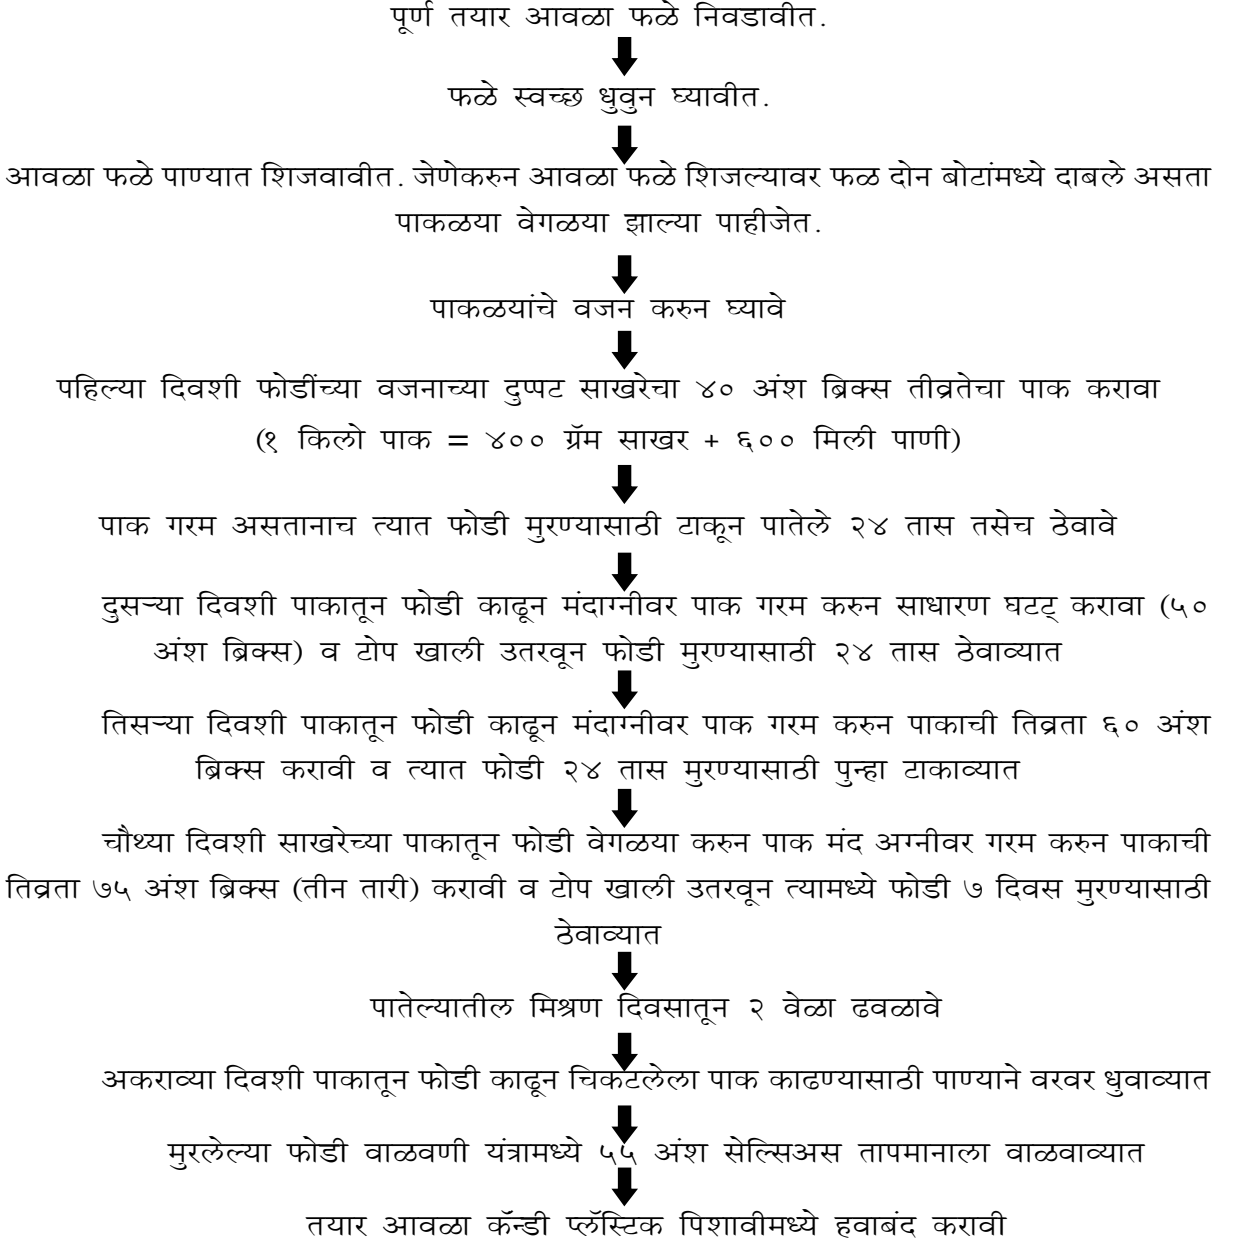 पूर्ण तयार आवळा फळे निवडावीत.
फळे स्वच्छ धुवुन घ्यावीत.
आवळा फळे पाण्यात शिजवावीत. जेणेकरुन आवळा फळे शिजल्यावर फळ दोन बोटांमध्ये दाबले असता
पाकळया वेगळया झाल्या पाहीजेत.
पाकळयांचे वजन करुन घ्यावे
पहिल्या दिवशी फोडींच्या वजनाच्या दुप्पट साखरेचा ४० अंश ब्रिक्स तीव्रतेचा पाक करावा
(१ किलो पाक = ४०० ग्रॅम साखर + ६०० मिली पाणी)
पाक गरम असतानाच त्यात फोडी मुरण्यासाठी टाकून पातेले २४ तास तसेच ठेवावे
दुसऱ्या दिवशी पाकातून फोडी काढून मंदाग्नीवर पाक गरम करुन साधारण घटट् करावा (५०
अंश ब्रिक्स) व टोप खाली उतरवून फोडी मुरण्यासाठी २४ तास ठेवाव्यात
तिसऱ्या दिवशी पाकातून फोडी काढून मंदाग्नीवर पाक गरम करुन पाकाची तिव्रता ६० अंश
ब्रिक्स करावी व त्यात फोडी २४ तास मुरण्यासाठी पुन्हा टाकाव्यात
चौथ्या दिवशी साखरेच्या पाकातून फोडी वेगळया करुन पाक मंद अग्नीवर गरम करुन पाकाची
तिव्रता ७५ अंश ब्रिक्स (तीन तारी) करावी व टोप खाली उतरवून त्यामध्ये फोडी ७ दिवस मुरण्यासाठी
ठेवाव्यात
पातेल्यातील मिश्रण दिवसातून २ वेळा ढवळावे
अकराव्या दिवशी पाकातून फोडी काढून चिकटलेला पाक काढण्यासाठी पाण्याने वरवर धुवाव्यात
मुरलेल्या फोडी वाळवणी यंत्रामध्ये ५५ अंश सेल्सिअस तापमानाला वाळवाव्यात
तयार आवळा कॅन्डी प्लॅस्टिक पिशावीमध्ये हवाबंद करावी